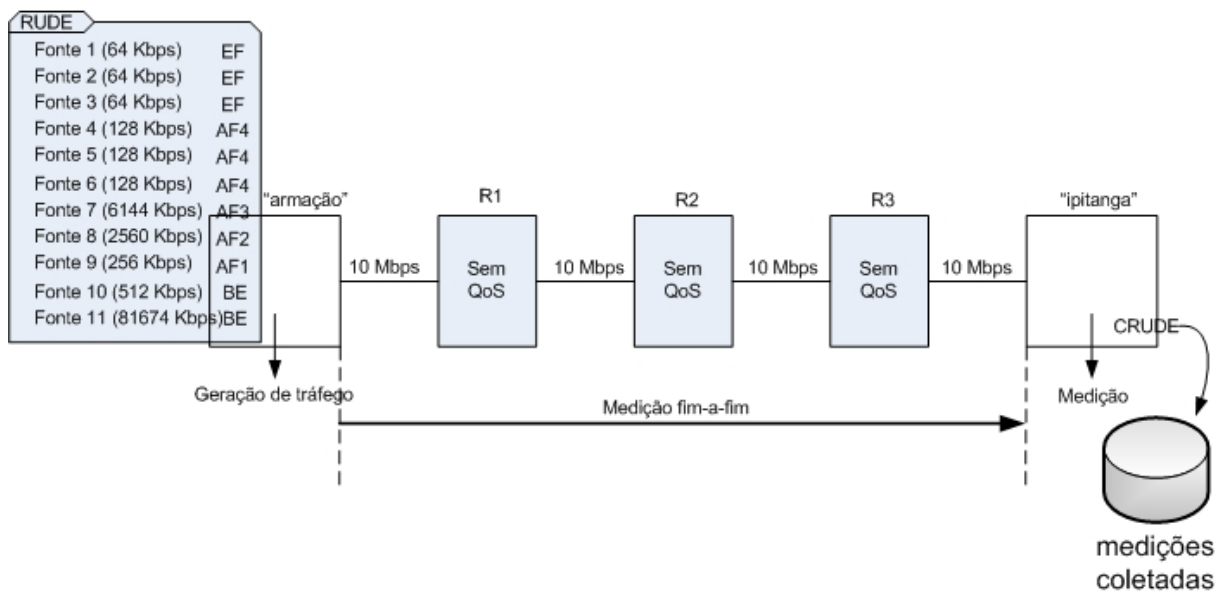 RUDE
Fonte 1 (64 Kbps) EF
Fonte 2 (64 Kbps) EF
Fonte 3 (64 Kbps) EF
Fonte 4 (128 Kbps) AF4
Fonte 5 (128 Kbps) AF4
Fonte 6 (128 Kbps) AF4
Fonte 7 (6144 Kbps) AF3
Fonte 8 (2560 Kbps) AF2
Fonte 9 (256 Kbps) AF1
Fonte 10 (512 Kbps) BE
Fonte 11 (81674 Kbps) BE
"armação"
R1
R2
R3
"ipitanga"
10 Mbps
Sem
QoS
10 Mbps
Sem
QoS
10 Mbps
Sem
QoS
10 Mbps
CRUDE
Geração de tráfego
Medição fim-a-fim
Medição
medições
coletadas